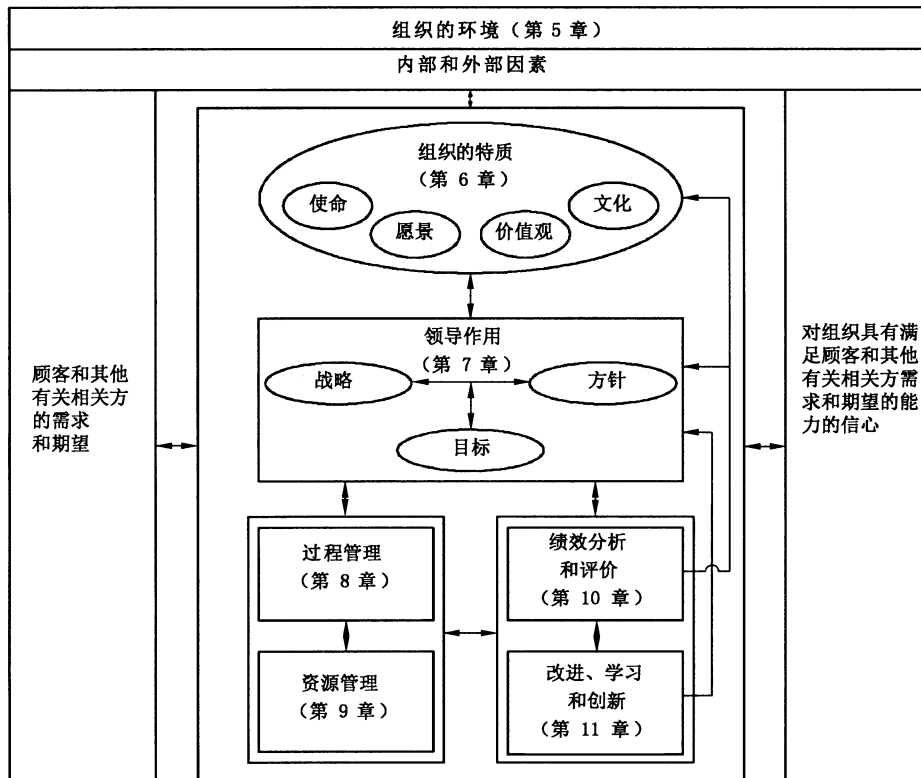 组织的环境（第 5 章）
内部和外部因素
组织的特质
（第 6 章）
使命
愿景
价值观
文化
领导作用
（第 7 章）
战略
方针
目标
顾客和其他
有关相关方
的需求
和期望
对组织具有满
足顾客和其他
有关相关方需
求和期望的能
力的信心
过程管理
（第 8 章）
资源管理
（第 9 章）
绩效分析
和评价
（第 10 章）
改进、学习
和创新
（第 11 章）